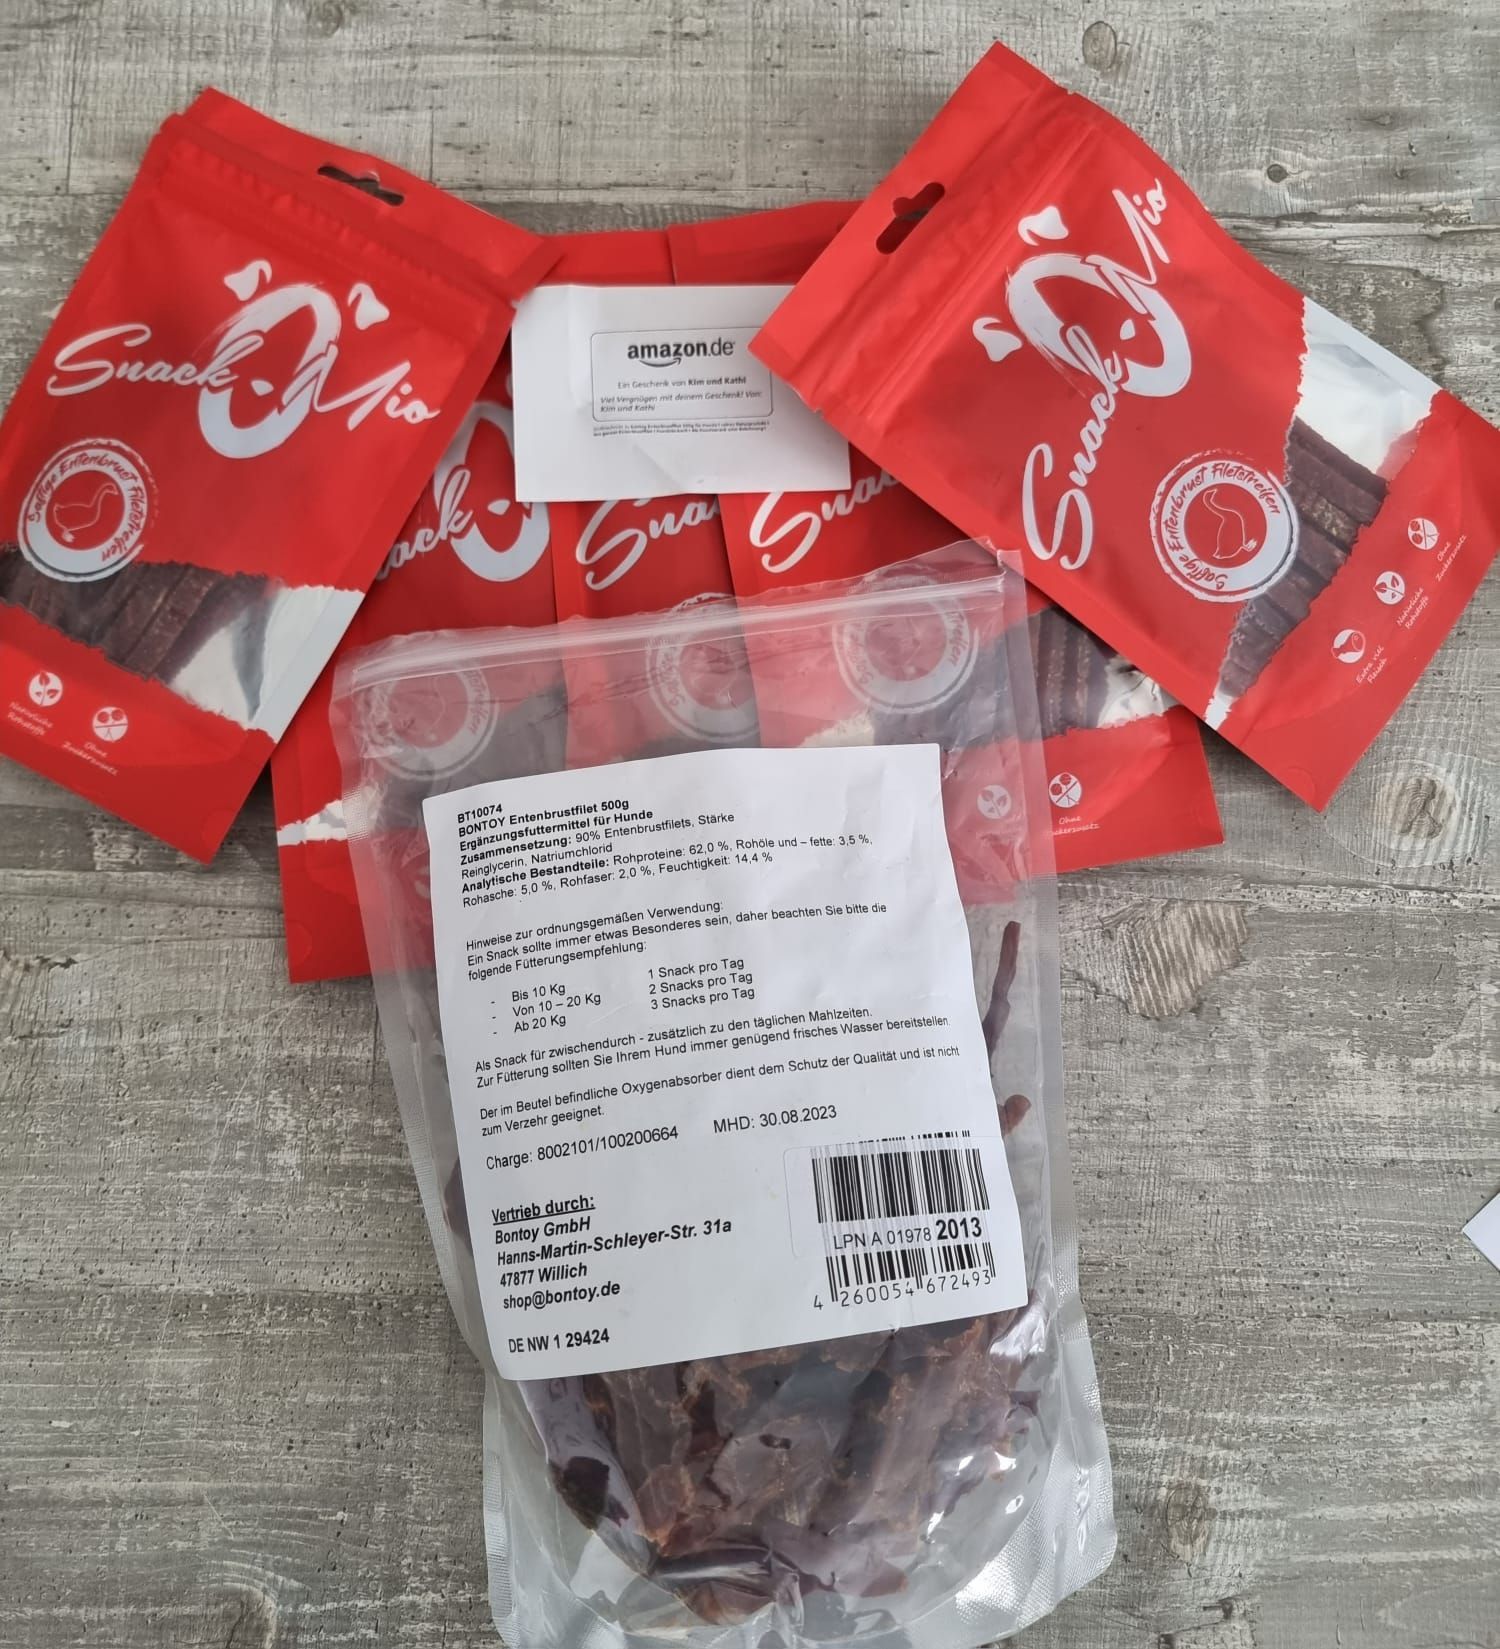 Snack O Mio
Saftige Entenbrust Filetstreifen
Natürliche
Rohstoffe
Ohne
Zuckerzusatz
Snack O Mio
Saftige Entenbrust Filetstreifen
Extra viel
Fleisch
Natürliche
Rohstoffe
Ohne
Zuckerzusatz
amazon.de
Ein Geschenk von Kim und Kathi
Viel Vergnügen mit deinem Geschenk! Von:
Kim und Kathi
ack
Sna
Sna
Ohne
BT10074
BONTOY Entenbrustfilet 500g
Ergänzungsfuttermittel für Hunde
Zusammensetzung: 90% Entenbrustfilets, Stärke
Reinglycerin, Natriumchlorid
Analytische Bestandteile: Rohproteine: 62,0 %, Rohöle und – fette: 3,5 %,
Rohasche: 5,0 %, Rohfaser: 2,0 %, Feuchtigkeit: 14,4 %
Hinweise zur ordnungsgemäßen Verwendung:
Ein Snack sollte immer etwas Besonderes sein, daher beachten Sie bitte die
folgende Fütterungsempfehlung:
- Bis 10 Kg 1 Snack pro Tag
- Von 10 – 20 Kg 2 Snacks pro Tag
- Ab 20 Kg 3 Snacks pro Tag
Als Snack für zwischendurch - zusätzlich zu den täglichen Mahlzeiten.
Zur Fütterung sollten Sie Ihrem Hund immer genügend frisches Wasser bereitstellen
Der im Beutel befindliche Oxygenabsorber dient dem Schutz der Qualität und ist nicht
zum Verzehr geeignet.
Charge: 8002101/100200664 MHD: 30.08.2023
Vertrieb durch:
Bontoy GmbH
Hanns-Martin-Schleyer-Str. 31a
47877 Willich
shop@bontoy.de
DE NW 1 29424
LPN A 01978 2013
4 260054 672493